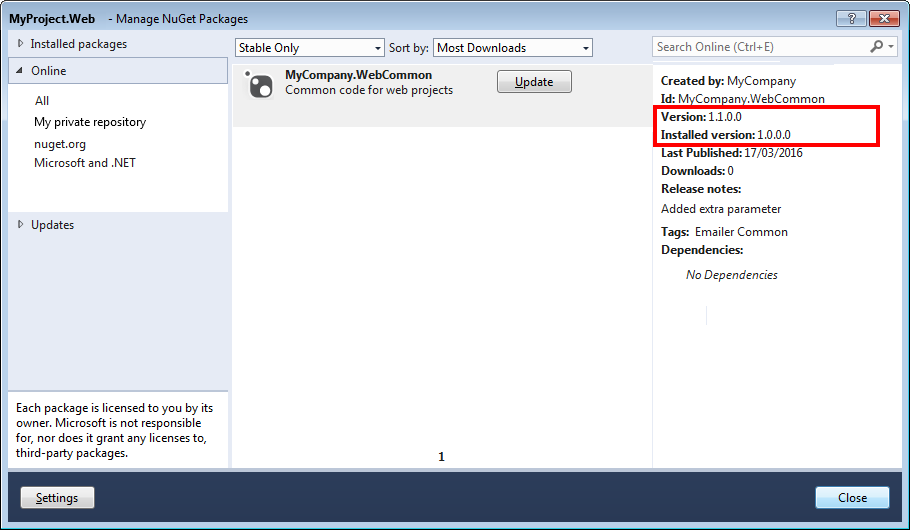 MyProject.Web - Manage NuGet Packages
Installed packages
Online
All
My private repository
nuget.org
Microsoft and .NET
Updates
Each package is licensed to you by its
owner. Microsoft is not responsible
for, nor does it grant any licenses to,
third-party packages.
Stable Only
Sort by: Most Downloads
MyCompany.WebCommon
Common code for web projects
Update
1
Search Online (Ctrl+E)
Created by: MyCompany
Id: MyCompany.WebCommon
Version: 1.1.0.0
Installed version: 1.0.0.0
Last Published: 17/03/2016
Downloads: 0
Release notes:
Added extra parameter
Tags: Emailer Common
Dependencies:
No Dependencies
Settings
Close